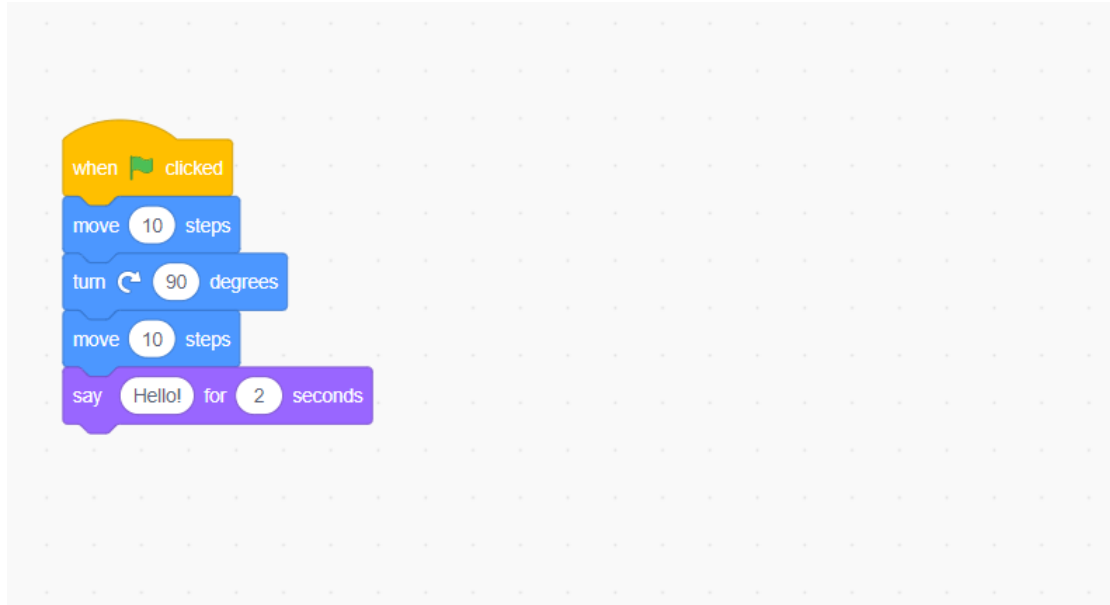 when clicked
move 10 steps
turn 90 degrees
move 10 steps
say Hello! for 2 seconds